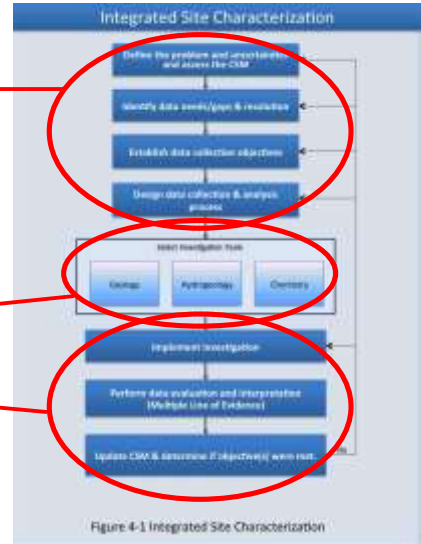 Integrated Site Characterization
Define the problem and uncertainties
and assess the CSM
Identify data needs/gaps & resolution
Establish data collection objectives
Design data collection & analysis
process
Select Investigation Tools
Geology
Hydrogeology
Chemistry
Implement investigation
Perform data evaluation and interpretation
(Multiple Line of Evidence)
Update CSM & determine if objective(s) were met.
Figure 4-1 Integrated Site Characterization